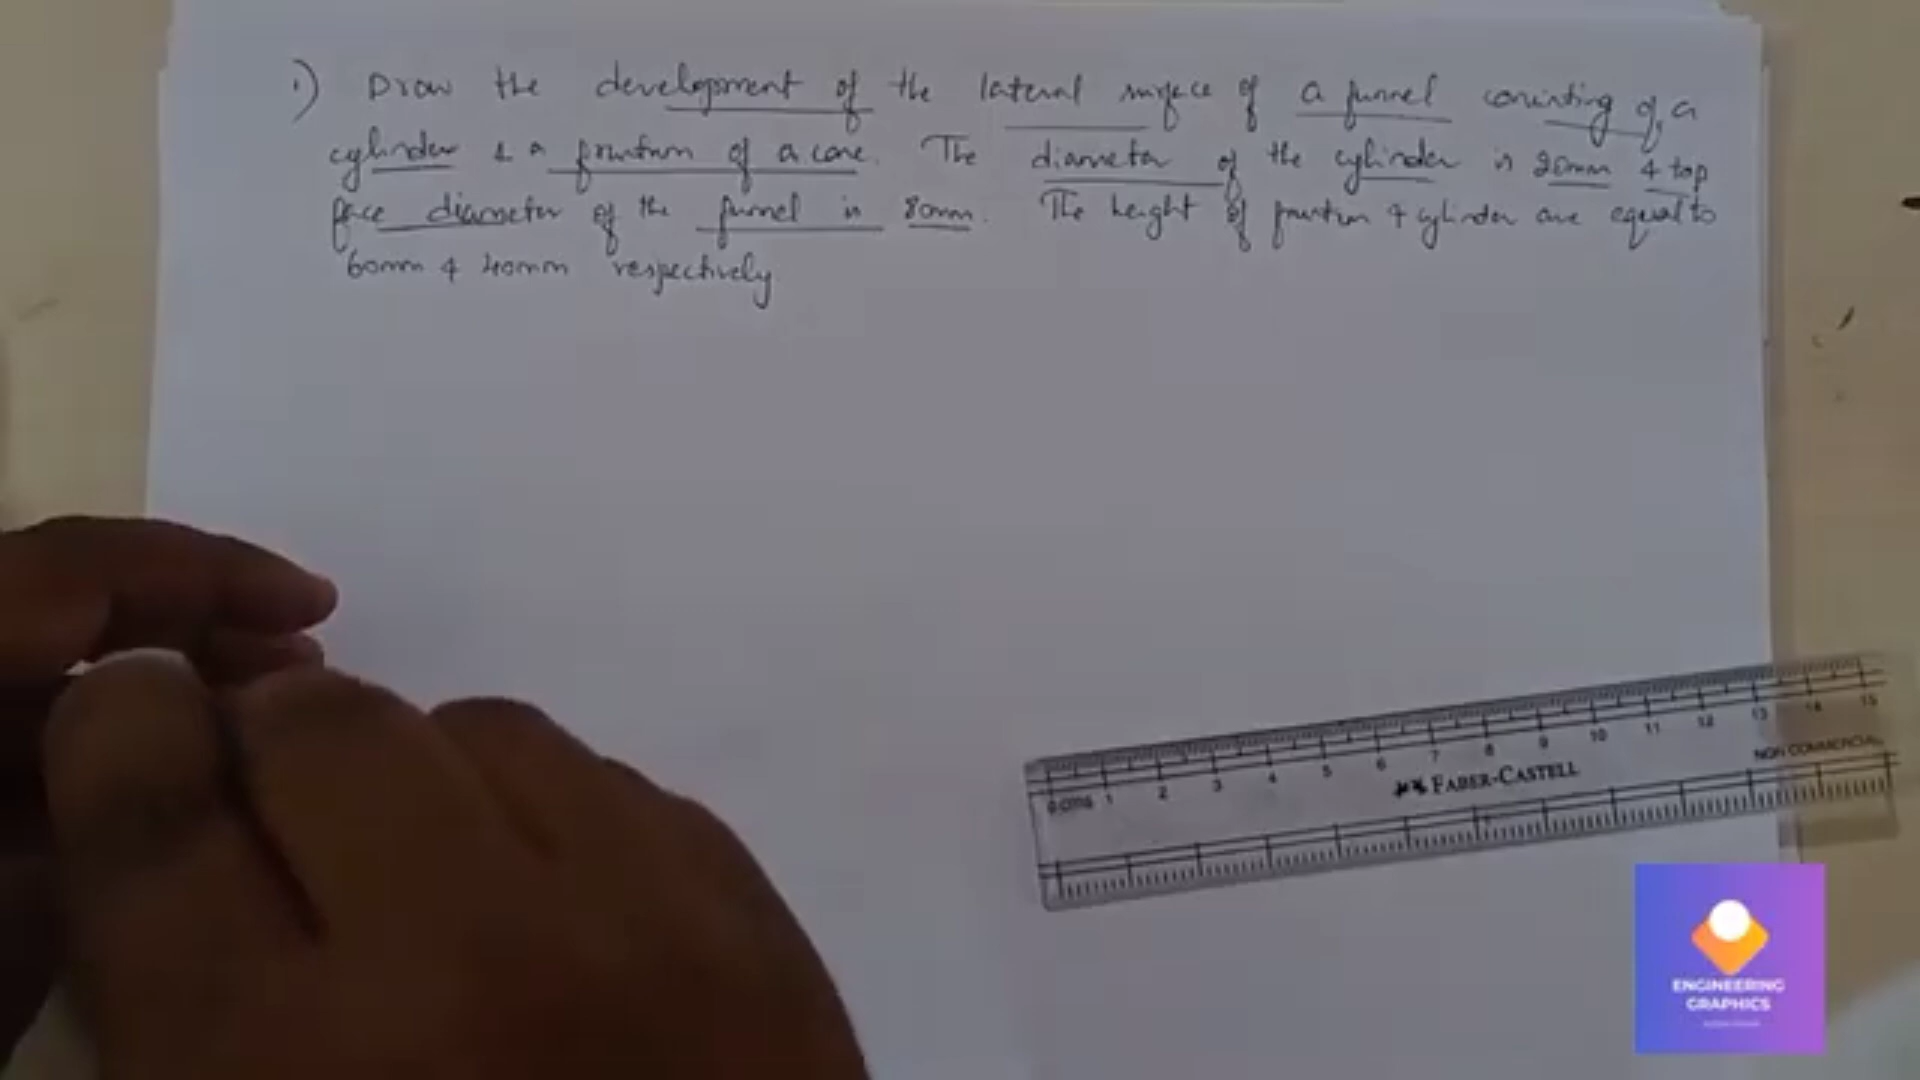 1) Draw the development of the lateral surface of a funnel consisting of a
cylinder & a frustum of a cone. The diameter of the cylinder is 20mm & top
face diameter of the funnel is 80mm. The height of frustum & cylinder are equal to
60mm & 40mm respectively
0 cms 1 2 3 4 5 6 7 8 9 10 11 12 13 14 15
FABER-CASTELL
NON COMMERCIAL
ENGINEERING
GRAPHICS